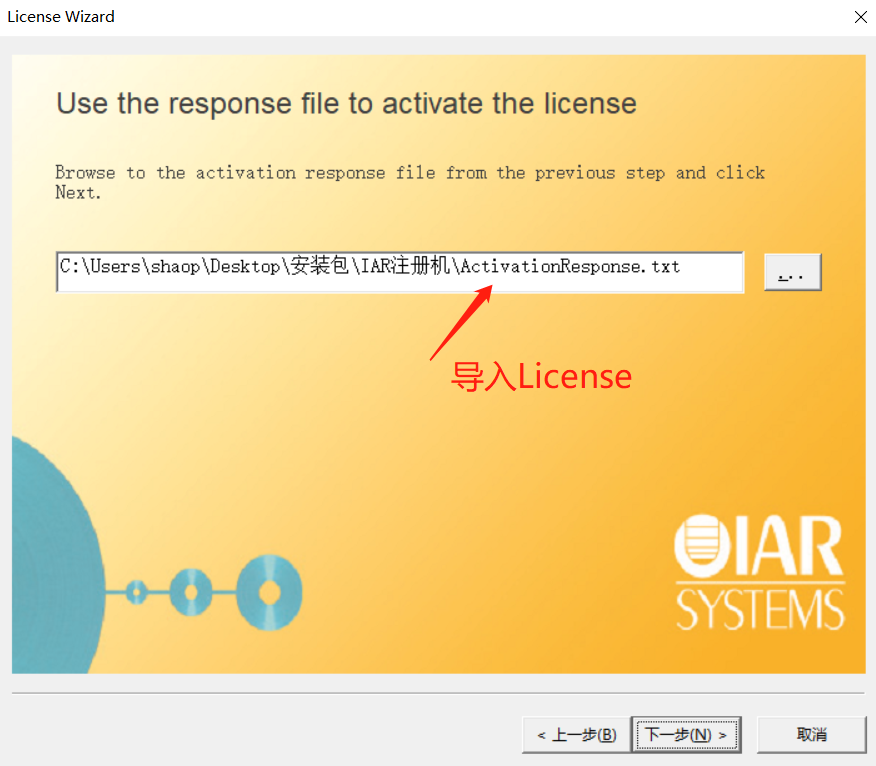 License Wizard
Use the response file to activate the license
Browse to the activation response file from the previous step and click
Next.
C:\Users\shaop\Desktop\安装包\IAR注册机\ActivationResponse.txt
...
导入License
IAR
SYSTEMS
< 上一步(B)
下一步(N) >
取消